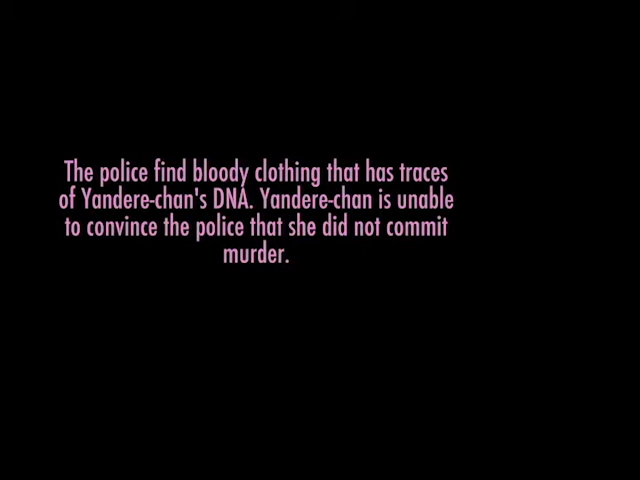 The police find bloody clothing that has traces
of Yandere-chan's DNA. Yandere-chan is unable
to convince the police that she did not commit
murder.